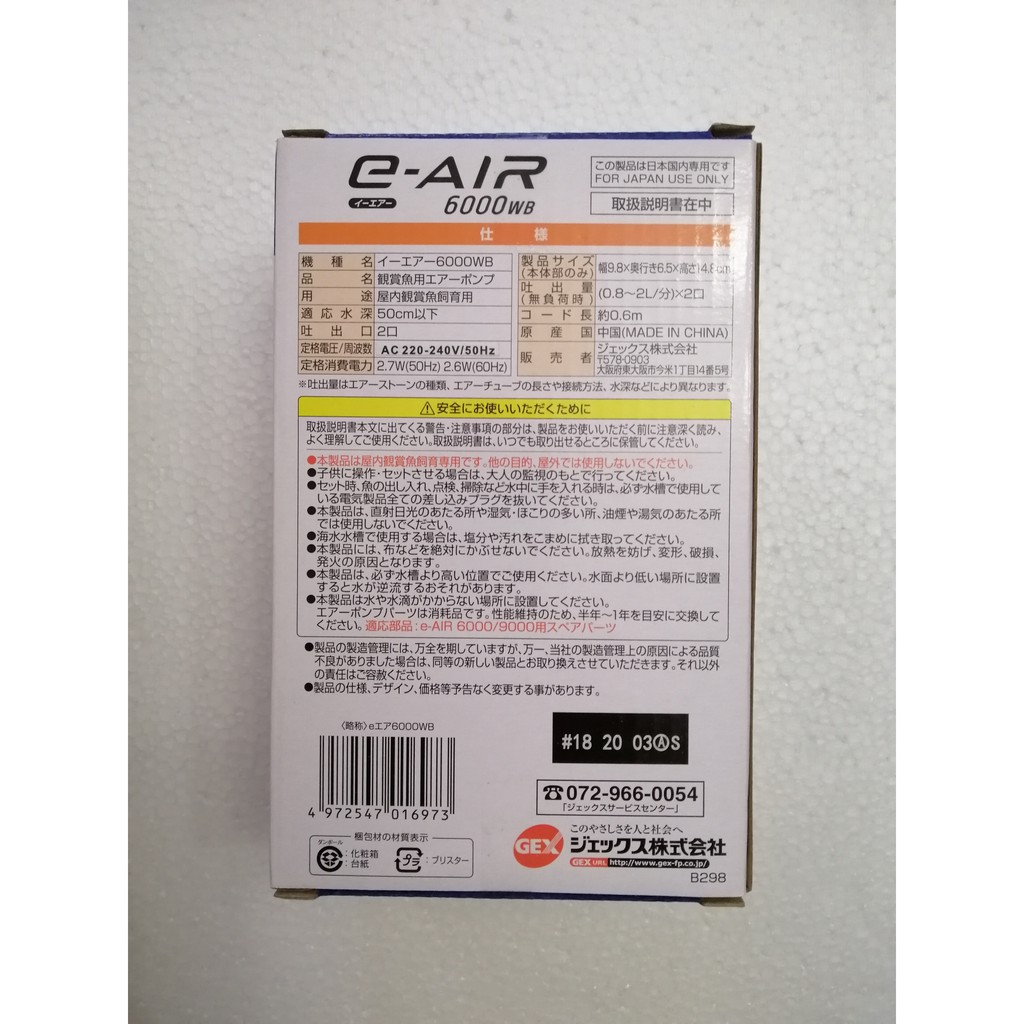 e-AIR
イーエアー
6000WB
この製品は日本国内専用です
FOR JAPAN USE ONLY
取扱説明書在中
仕 様
機種名 イーエアー6000WB
品名 観賞魚用エアーポンプ
用途 屋内観賞魚飼育用
適応水深 50cm以下
吐出口 2口
定格電圧/周波数 AC 220-240V/50Hz
定格消費電力 2.7W(50Hz) 2.6W(60Hz)
製品サイズ(本体部のみ) 幅9.8×奥行き6.5×高さ14.8cm
吐出量(無負荷時) (0.8〜2L/分)×2口
コード長 約0.6m
原産国 中国(MADE IN CHINA)
販売者 ジェックス株式会社
〒578-0903
大阪府東大阪市今米1丁目14番5号
※吐出量はエアーストーンの種類、エアーチューブの長さや接続方法、水深などにより異なります。
⚠安全にお使いいただくために
取扱説明書本文に出てくる警告・注意事項の部分は、製品をお使いいただく前に注意深く読み、
よく理解してご使用ください。取扱説明書は、いつでも取り出せるところに保管してください。
●本製品は屋内観賞魚飼育専用です。他の目的、屋外では使用しないでください。
●子供に操作・セットさせる場合は、大人の監視のもとで行ってください。
●セット時、魚の出し入れ、点検、掃除など水中に手を入れる時は、必ず水槽で使用して
いる電気製品全ての差し込みプラグを抜いてください。
●本製品は、直射日光のあたる所や湿気・ほこりの多い所、油煙や湯気のあたる所
では使用しないでください。
●海水水槽で使用する場合は、塩分や汚れをこまめに拭き取ってください。
●本製品には、布などを絶対にかぶせないでください。放熱を妨げ、変形、破損、
発火の原因となります。
●本製品は、必ず水槽より高い位置でご使用ください。水面より低い場所に設置
すると水が逆流するおそれがあります。
●本製品は水や水滴がかからない場所に設置してください。
エアーポンプパーツは消耗品です。性能維持のため、半年〜1年を目安に交換して
ください。適応部品:e-AIR 6000/9000用スペアパーツ
●製品の製造管理には、万全を期していますが、万一、当社の製造管理上の原因による品質
不良がありました場合は、同等の新しい製品とお取り換えさせていただきます。それ以外
の責任はご容赦ください。
●製品の仕様、デザイン、価格等予告なく変更する事があります。
〈略称〉eエア6000WB
4 972547 016973
#18 20 03ⒶS
☎072-966-0054
「ジェックスサービスセンター」
梱包材の材質表示
ダンボール
:化粧箱
:台紙
プラ
:ブリスター
このやさしさを人と社会へ
GEX ジェックス株式会社
GEX URL http://www.gex-fp.co.jp/
B298